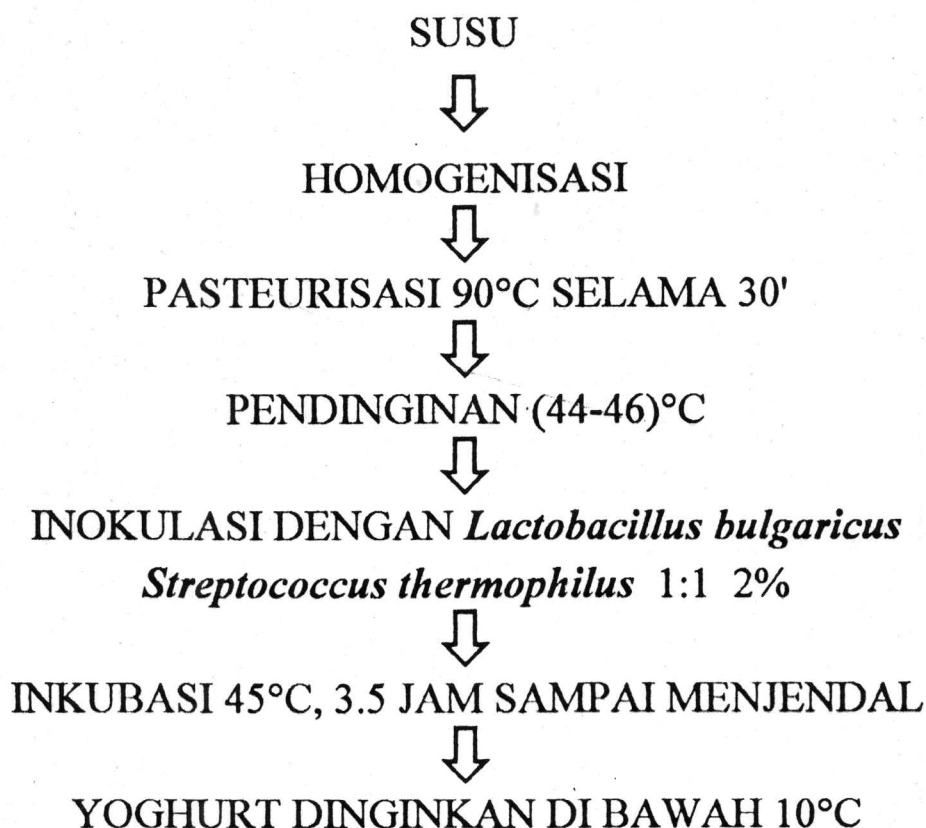 SUSU
HOMOGENISASI
PASTEURISASI 90°C SELAMA 30'
PENDINGINAN (44-46)°C
INOKULASI DENGAN Lactobacillus bulgaricus
Streptococcus thermophilus 1:1 2%
INKUBASI 45°C, 3.5 JAM SAMPAI MENJENDAL
YOGHURT DINGINKAN DI BAWAH 10°C